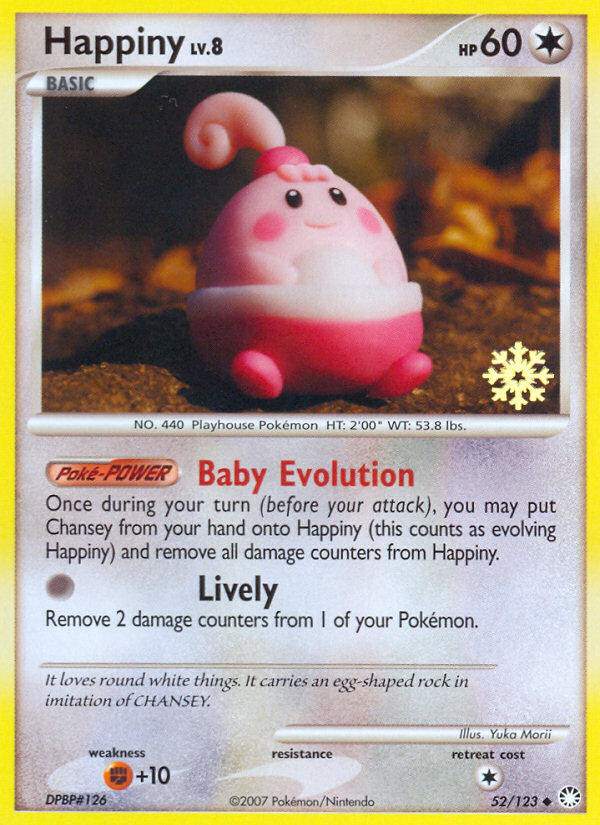 Happiny LV.8 HP 60
BASIC
NO. 440 Playhouse Pokémon HT: 2'00" WT: 53.8 lbs.
Poké-POWER Baby Evolution
Once during your turn (before your attack), you may put
Chansey from your hand onto Happiny (this counts as evolving
Happiny) and remove all damage counters from Happiny.
Lively
Remove 2 damage counters from 1 of your Pokémon.
It loves round white things. It carries an egg-shaped rock in
imitation of CHANSEY.
Illus. Yuka Morii
weakness resistance retreat cost
+10
DPBP#126 ©2007 Pokémon/Nintendo 52/123